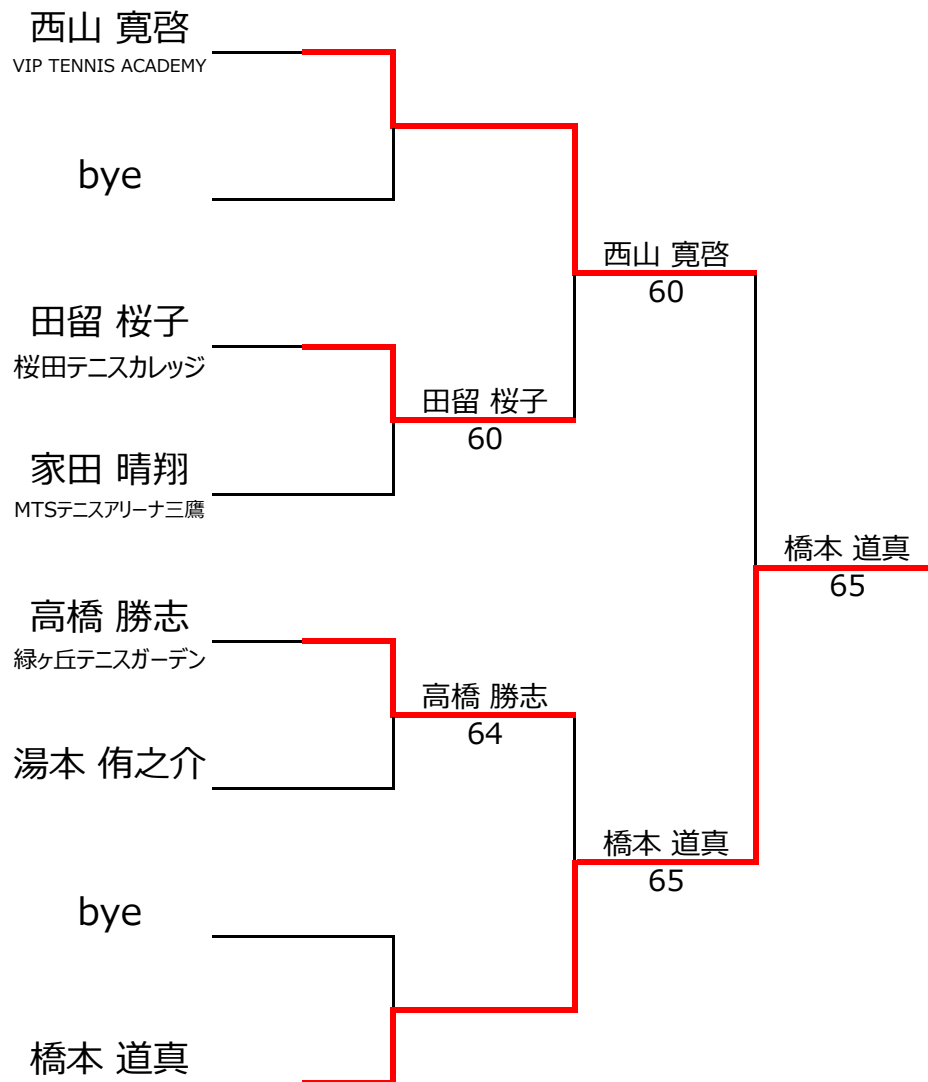 西山 寛啓
VIP TENNIS ACADEMY
bye
西山 寛啓
60
田留 桜子
桜田テニスカレッジ
田留 桜子
60
家田 晴翔
MTSテニスアリーナ三鷹
橋本 道真
65
高橋 勝志
緑ヶ丘テニスガーデン
高橋 勝志
64
湯本 侑之介
橋本 道真
65
bye
橋本 道真